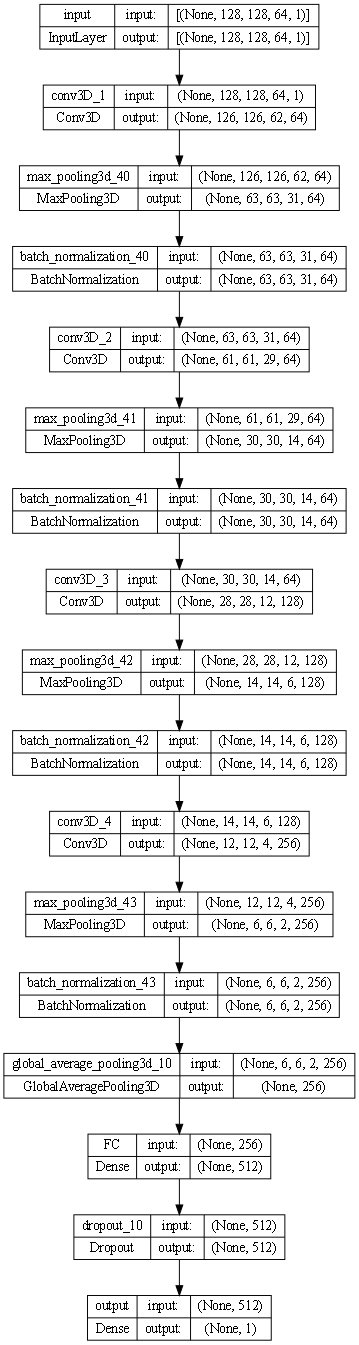 input input: [(None, 128, 128, 64, 1)]
InputLayer output: [(None, 128, 128, 64, 1)]
conv3D_1 input: (None, 128, 128, 64, 1)
Conv3D output: (None, 126, 126, 62, 64)
max_pooling3d_40 input: (None, 126, 126, 62, 64)
MaxPooling3D output: (None, 63, 63, 31, 64)
batch_normalization_40 input: (None, 63, 63, 31, 64)
BatchNormalization output: (None, 63, 63, 31, 64)
conv3D_2 input: (None, 63, 63, 31, 64)
Conv3D output: (None, 61, 61, 29, 64)
max_pooling3d_41 input: (None, 61, 61, 29, 64)
MaxPooling3D output: (None, 30, 30, 14, 64)
batch_normalization_41 input: (None, 30, 30, 14, 64)
BatchNormalization output: (None, 30, 30, 14, 64)
conv3D_3 input: (None, 30, 30, 14, 64)
Conv3D output: (None, 28, 28, 12, 128)
max_pooling3d_42 input: (None, 28, 28, 12, 128)
MaxPooling3D output: (None, 14, 14, 6, 128)
batch_normalization_42 input: (None, 14, 14, 6, 128)
BatchNormalization output: (None, 14, 14, 6, 128)
conv3D_4 input: (None, 14, 14, 6, 128)
Conv3D output: (None, 12, 12, 4, 256)
max_pooling3d_43 input: (None, 12, 12, 4, 256)
MaxPooling3D output: (None, 6, 6, 2, 256)
batch_normalization_43 input: (None, 6, 6, 2, 256)
BatchNormalization output: (None, 6, 6, 2, 256)
global_average_pooling3d_10 input: (None, 6, 6, 2, 256)
GlobalAveragePooling3D output: (None, 256)
FC input: (None, 256)
Dense output: (None, 512)
dropout_10 input: (None, 512)
Dropout output: (None, 512)
output input: (None, 512)
Dense output: (None, 1)